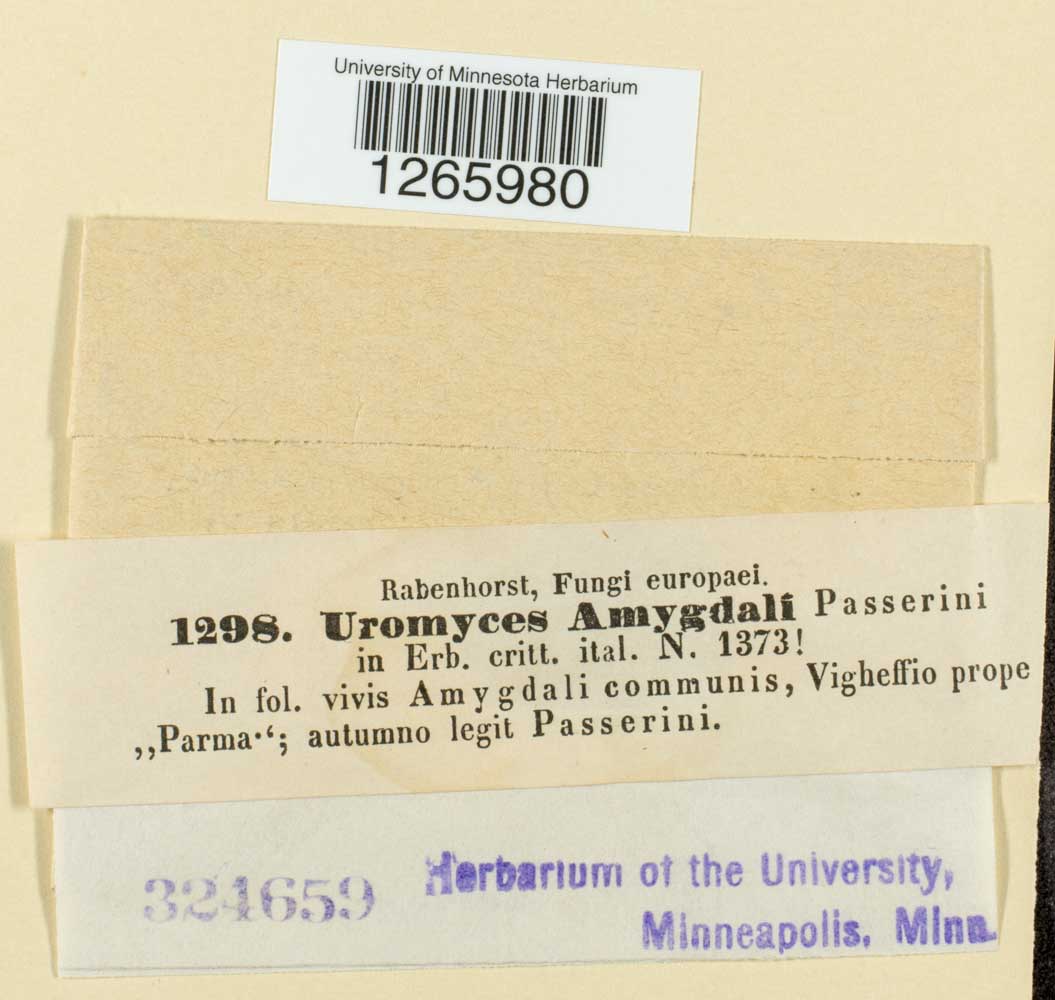 University of Minnesota Herbarium
1265980
Rabenhorst, Fungi europaei.
1298. Uromyces Amygdali Passerini
in Erb. critt. ital. N. 1373!
In fol. vivis Amygdali communis, Vigheffio prope
„Parma·“; autumno legit Passerini.
324659
Herbarium of the University,
Minneapolis, Minn.